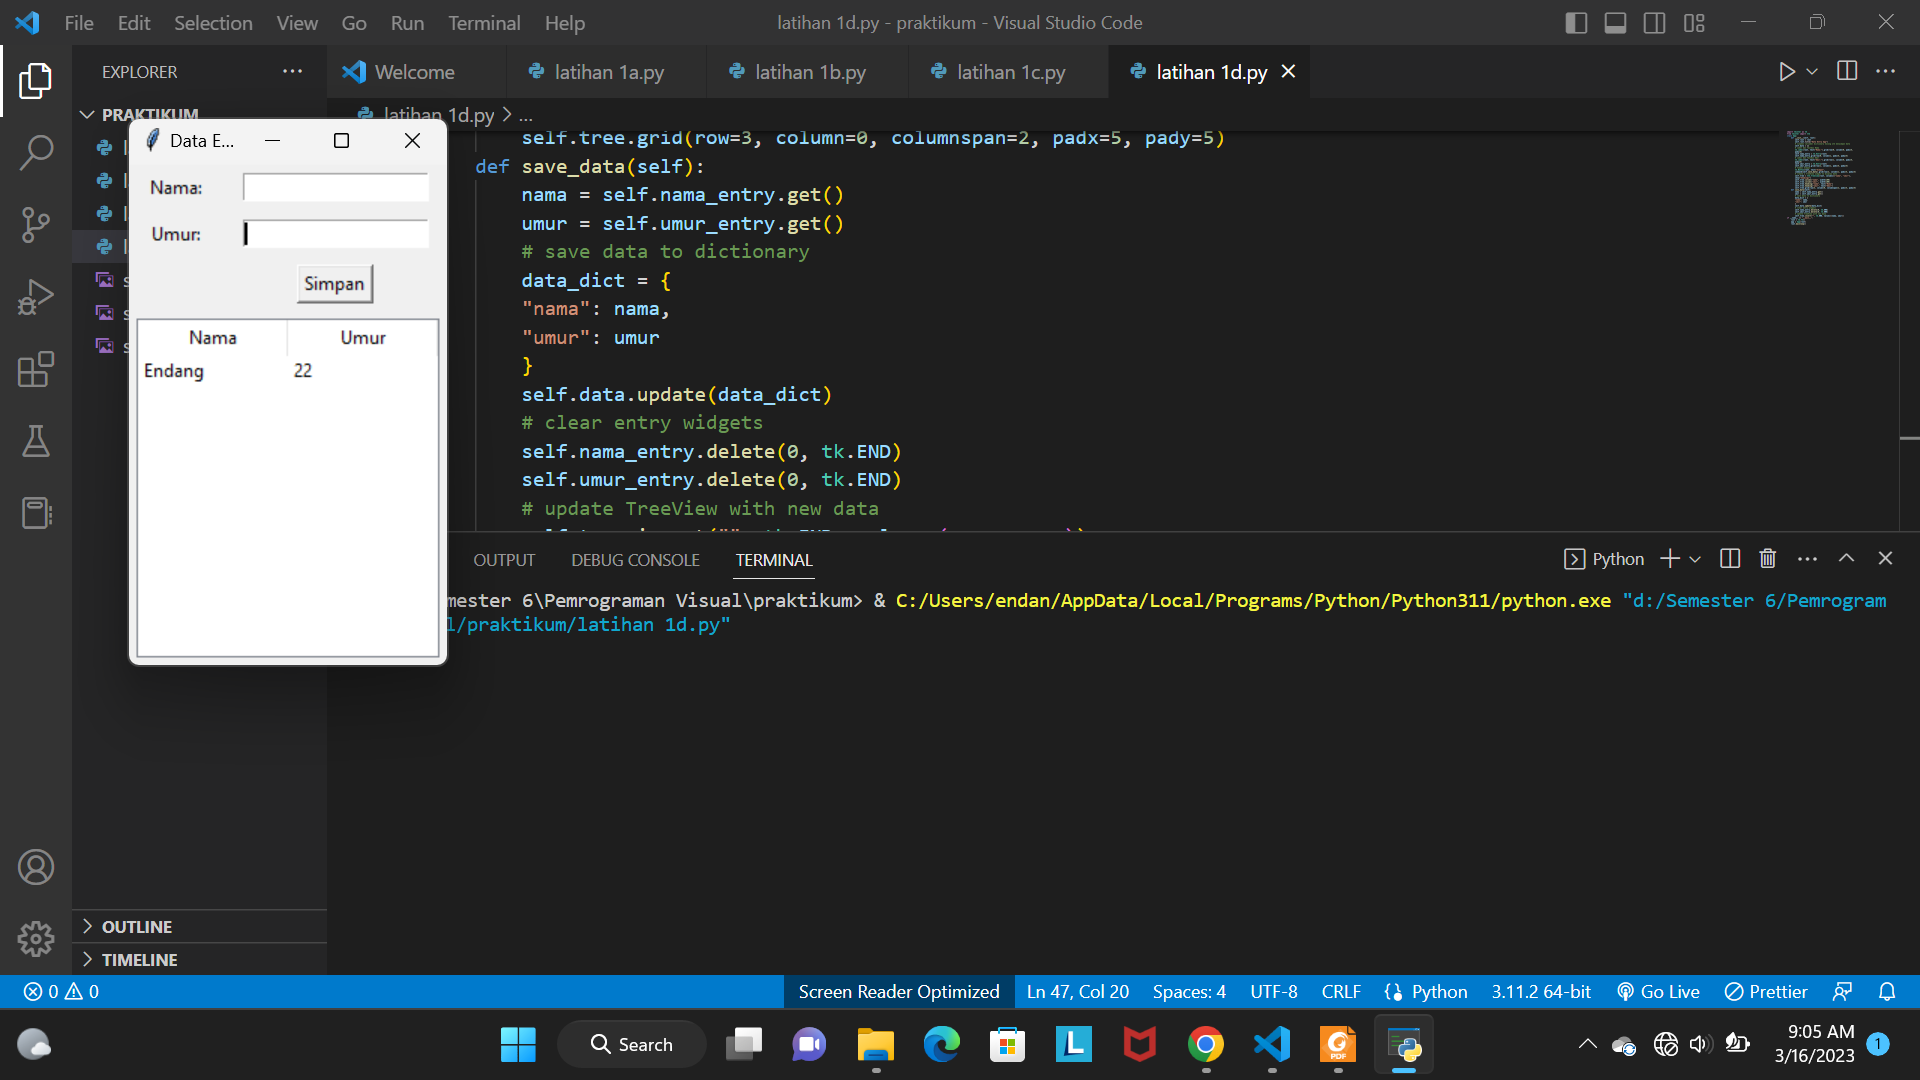 File Edit Selection View Go Run Terminal Help
latihan 1d.py - praktikum - Visual Studio Code
EXPLORER
Welcome
latihan 1a.py
latihan 1b.py
latihan 1c.py
latihan 1d.py
PRAKTIKUM
latihan 1d.py > ...
Data E...
Nama:
Umur:
Simpan
Nama Umur
Endang 22
self.tree.grid(row=3, column=0, columnspan=2, padx=5, pady=5)
def save_data(self):
nama = self.nama_entry.get()
umur = self.umur_entry.get()
# save data to dictionary
data_dict = {
"nama": nama,
"umur": umur
}
self.data.update(data_dict)
# clear entry widgets
self.nama_entry.delete(0, tk.END)
self.umur_entry.delete(0, tk.END)
# update TreeView with new data
OUTPUT DEBUG CONSOLE TERMINAL
Python
mester 6\Pemrograman Visual\praktikum> & C:/Users/endan/AppData/Local/Programs/Python/Python311/python.exe "d:/Semester 6/Pemrogram
l/praktikum/latihan 1d.py"
OUTLINE
TIMELINE
0 0
Screen Reader Optimized Ln 47, Col 20 Spaces: 4 UTF-8 CRLF Python 3.11.2 64-bit Go Live Prettier
Search
L
PDF
9:05 AM
3/16/2023
1